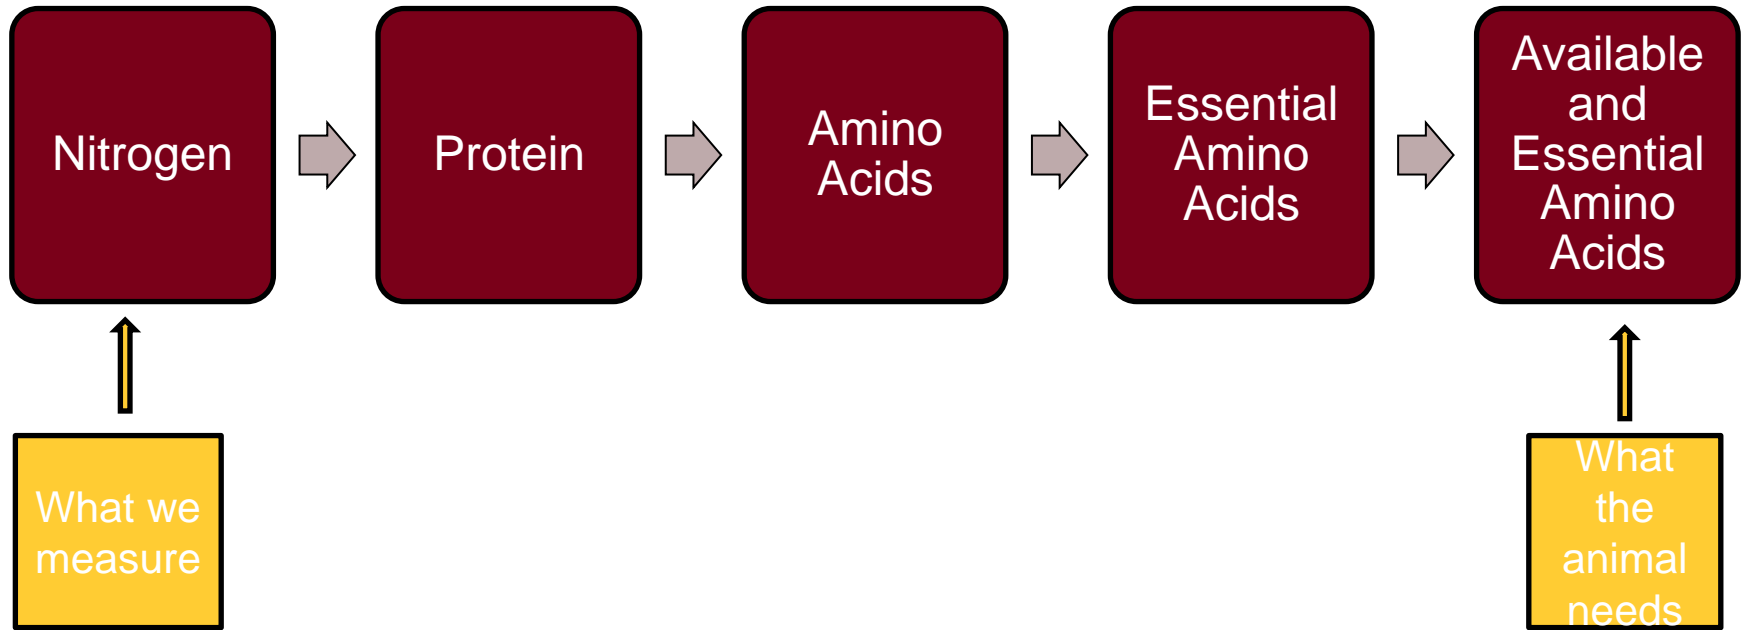 Nitrogen
Protein
Amino
Acids
Essential
Amino
Acids
Available
and
Essential
Amino
Acids
What we
measure
What
the
animal
needs